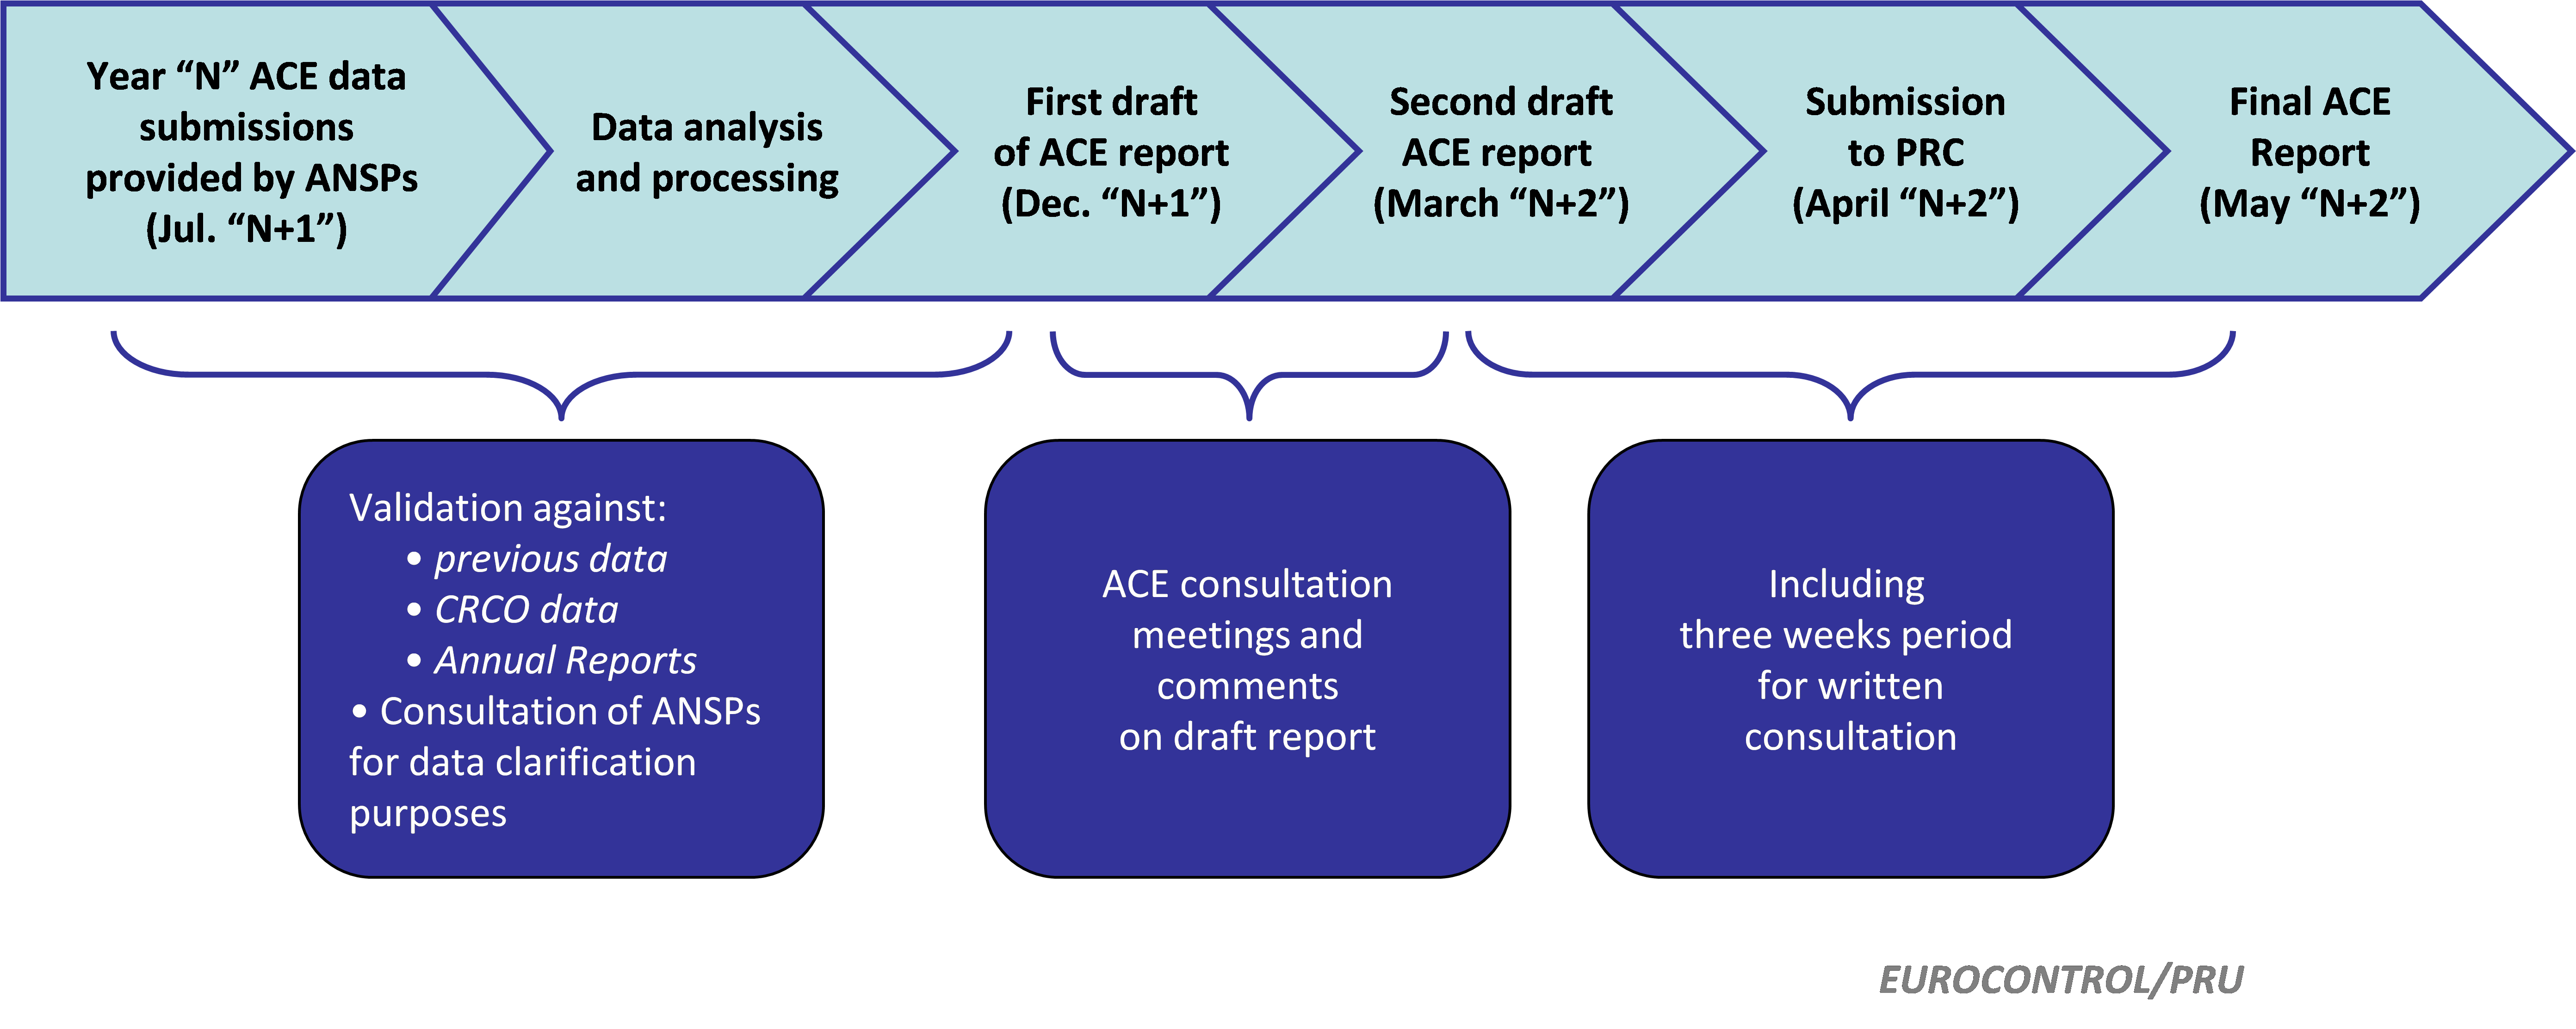 Year “N” ACE data
submissions
provided by ANSPs
(Jul. “N+1”)
Data analysis
and processing
First draft
of ACE report
(Dec. “N+1”)
Second draft
ACE report
(March “N+2”)
Submission
to PRC
(April “N+2”)
Final ACE
Report
(May “N+2”)
Validation against:
• previous data
• CRCO data
• Annual Reports
• Consultation of ANSPs
for data clarification
purposes
ACE consultation
meetings and
comments
on draft report
Including
three weeks period
for written
consultation
EUROCONTROL/PRU